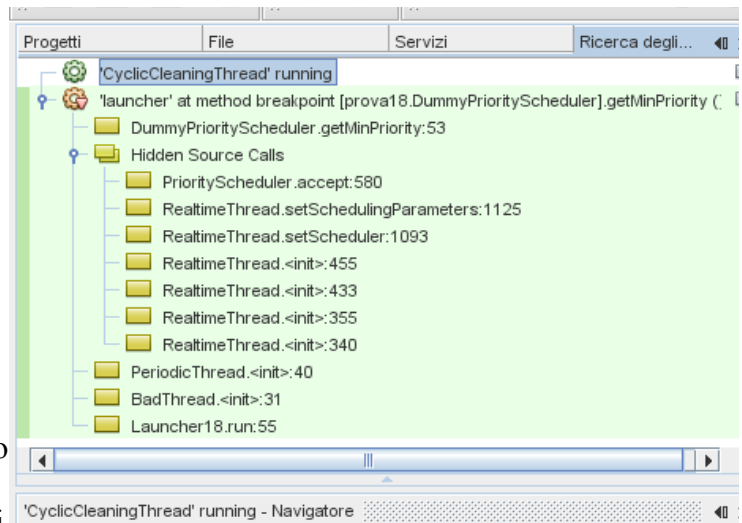 Progetti File Servizi Ricerca degli...
'CyclicCleaningThread' running
'launcher' at method breakpoint [prova18.DummyPriorityScheduler].getMinPriority (
DummyPriorityScheduler.getMinPriority:53
Hidden Source Calls
PriorityScheduler.accept:580
RealtimeThread.setSchedulingParameters:1125
RealtimeThread.setScheduler:1093
RealtimeThread.<init>:455
RealtimeThread.<init>:433
RealtimeThread.<init>:355
RealtimeThread.<init>:340
PeriodicThread.<init>:40
BadThread.<init>:31
Launcher18.run:55
'CyclicCleaningThread' running - Navigatore